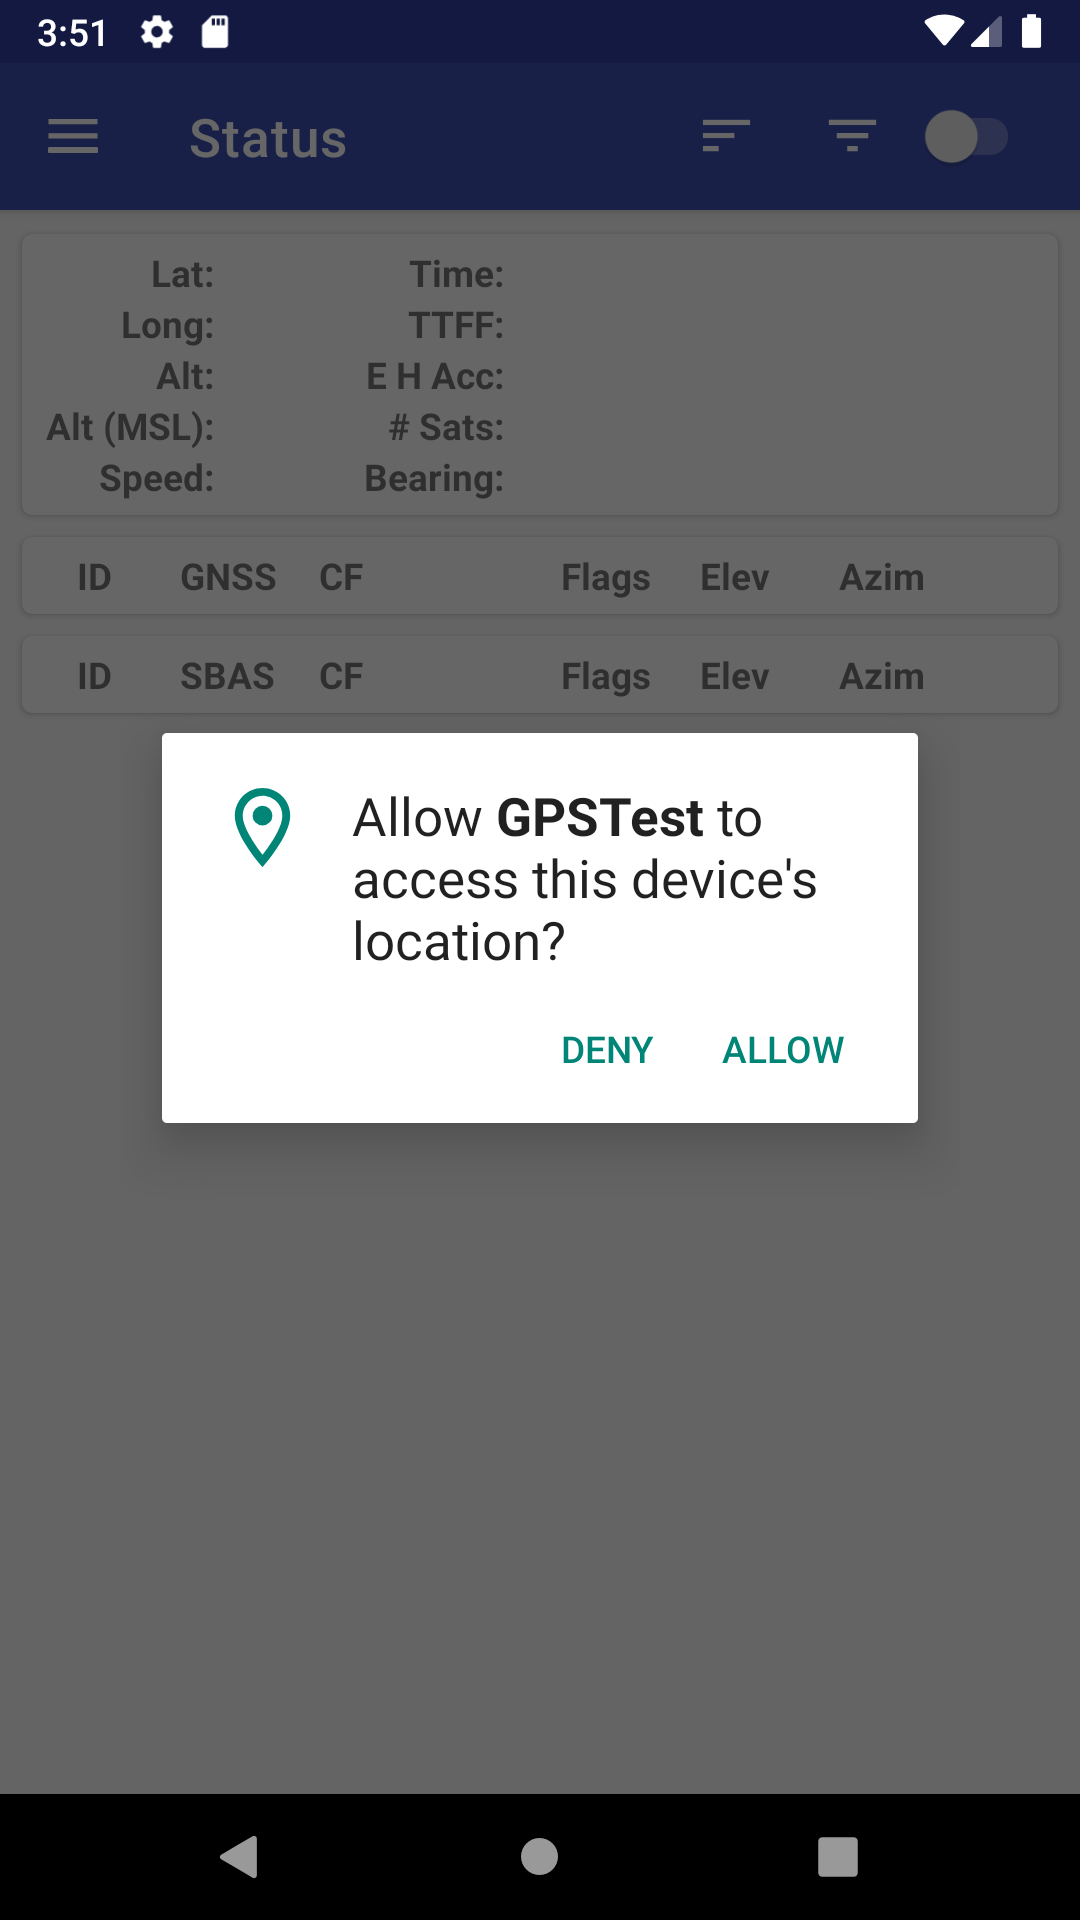 3:51
Status
Lat: Time:
Long: TTFF:
Alt: E H Acc:
Alt (MSL): # Sats:
Speed: Bearing:
ID GNSS CF Flags Elev Azim
ID SBAS CF Flags Elev Azim
Allow GPSTest to
access this device's
location?
DENY ALLOW